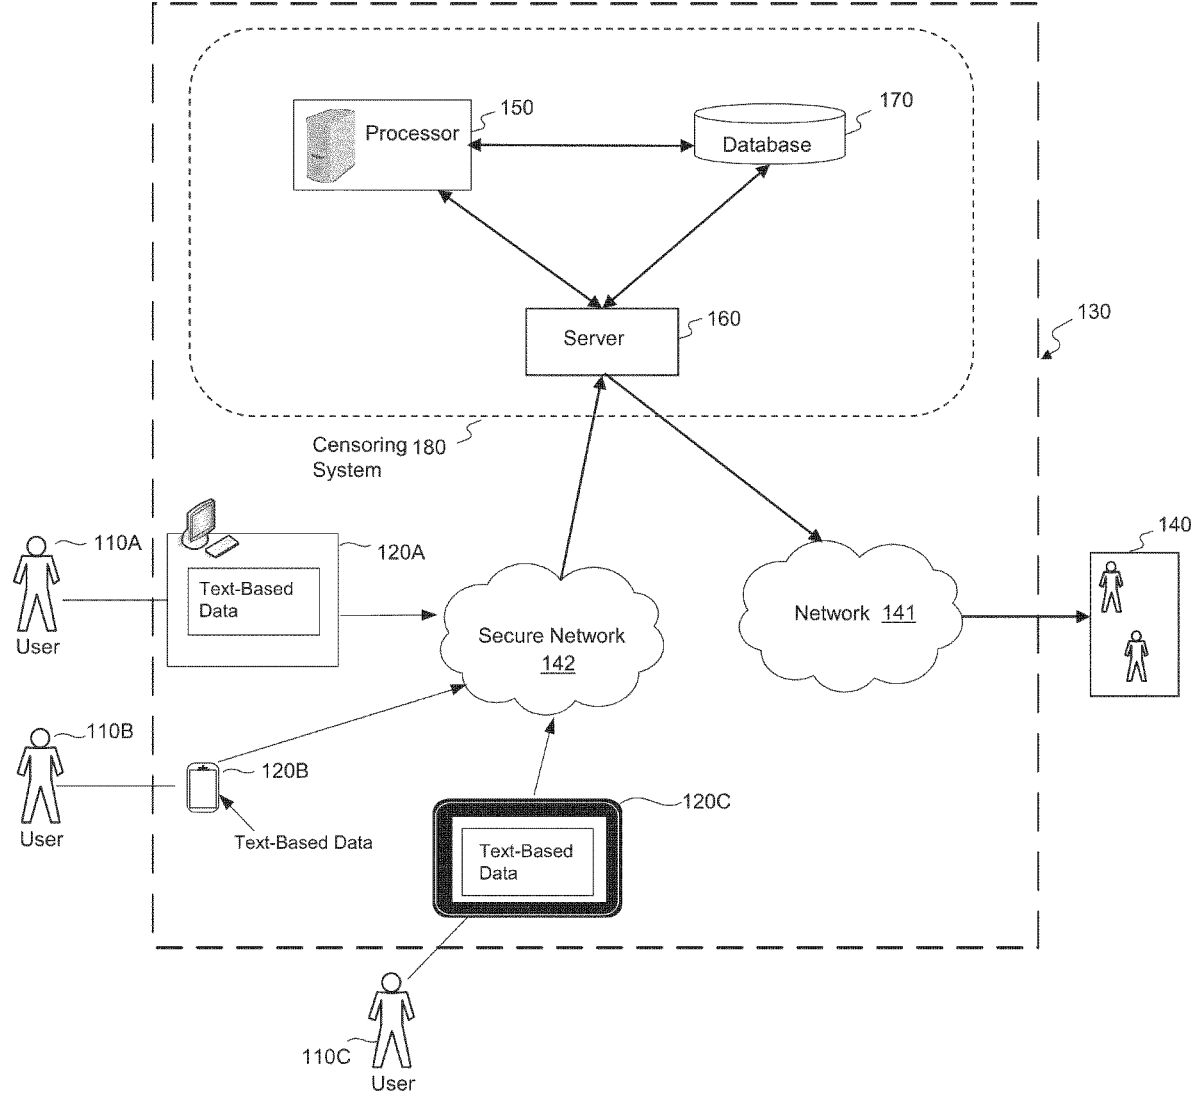 150
Processor
170
Database
130
160
Server
Censoring 180
System
110A
120A
140
Text-Based
Data
User
Network 141
Secure Network
142
110B
120B
User
Text-Based Data
120C
Text-Based
Data
110C
User